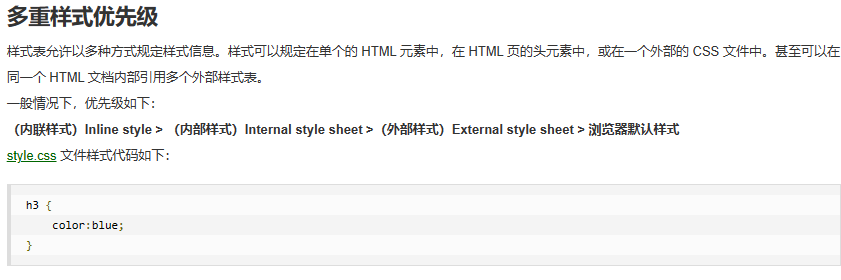 多重样式优先级
样式表允许以多种方式规定样式信息。样式可以规定在单个的 HTML 元素中，在 HTML 页的头元素中，或在一个外部的 CSS 文件中。甚至可以在
同一个 HTML 文档内部引用多个外部样式表。
一般情况下，优先级如下：
（内联样式）Inline style > （内部样式）Internal style sheet >（外部样式）External style sheet > 浏览器默认样式
style.css 文件样式代码如下：
h3 {
    color:blue;
}